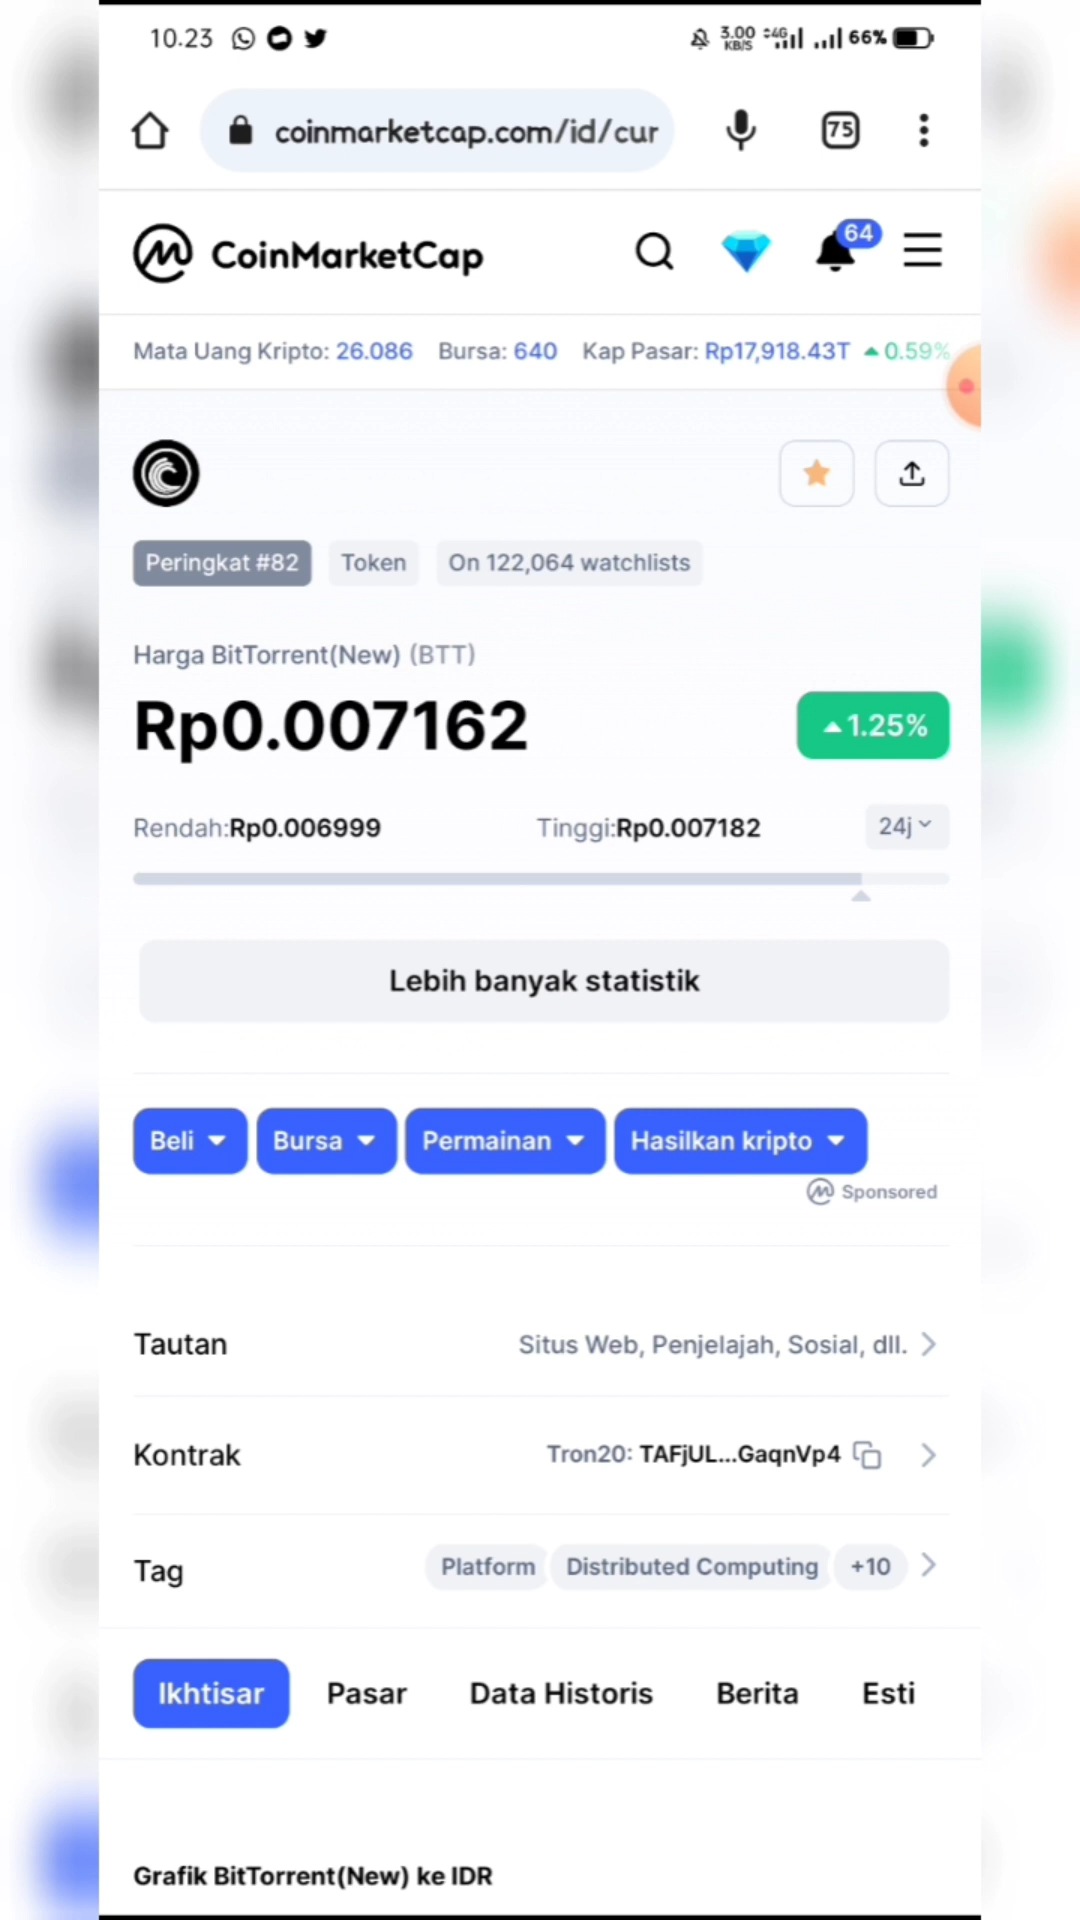 10.23 3.00 KB/S 4G 66%
coinmarketcap.com/id/cur 75
CoinMarketCap 64
Mata Uang Kripto: 26.086 Bursa: 640 Kap Pasar: Rp17,918.43T 0.59%
Peringkat #82 Token On 122,064 watchlists
Harga BitTorrent(New) (BTT)
Rp0.007162 1.25%
Rendah:Rp0.006999 Tinggi:Rp0.007182 24j
Lebih banyak statistik
Beli Bursa Permainan Hasilkan kripto
Sponsored
Tautan Situs Web, Penjelajah, Sosial, dll.
Kontrak Tron20: TAFjUL...GaqnVp4
Tag Platform Distributed Computing +10
Ikhtisar Pasar Data Historis Berita Esti
Grafik BitTorrent(New) ke IDR